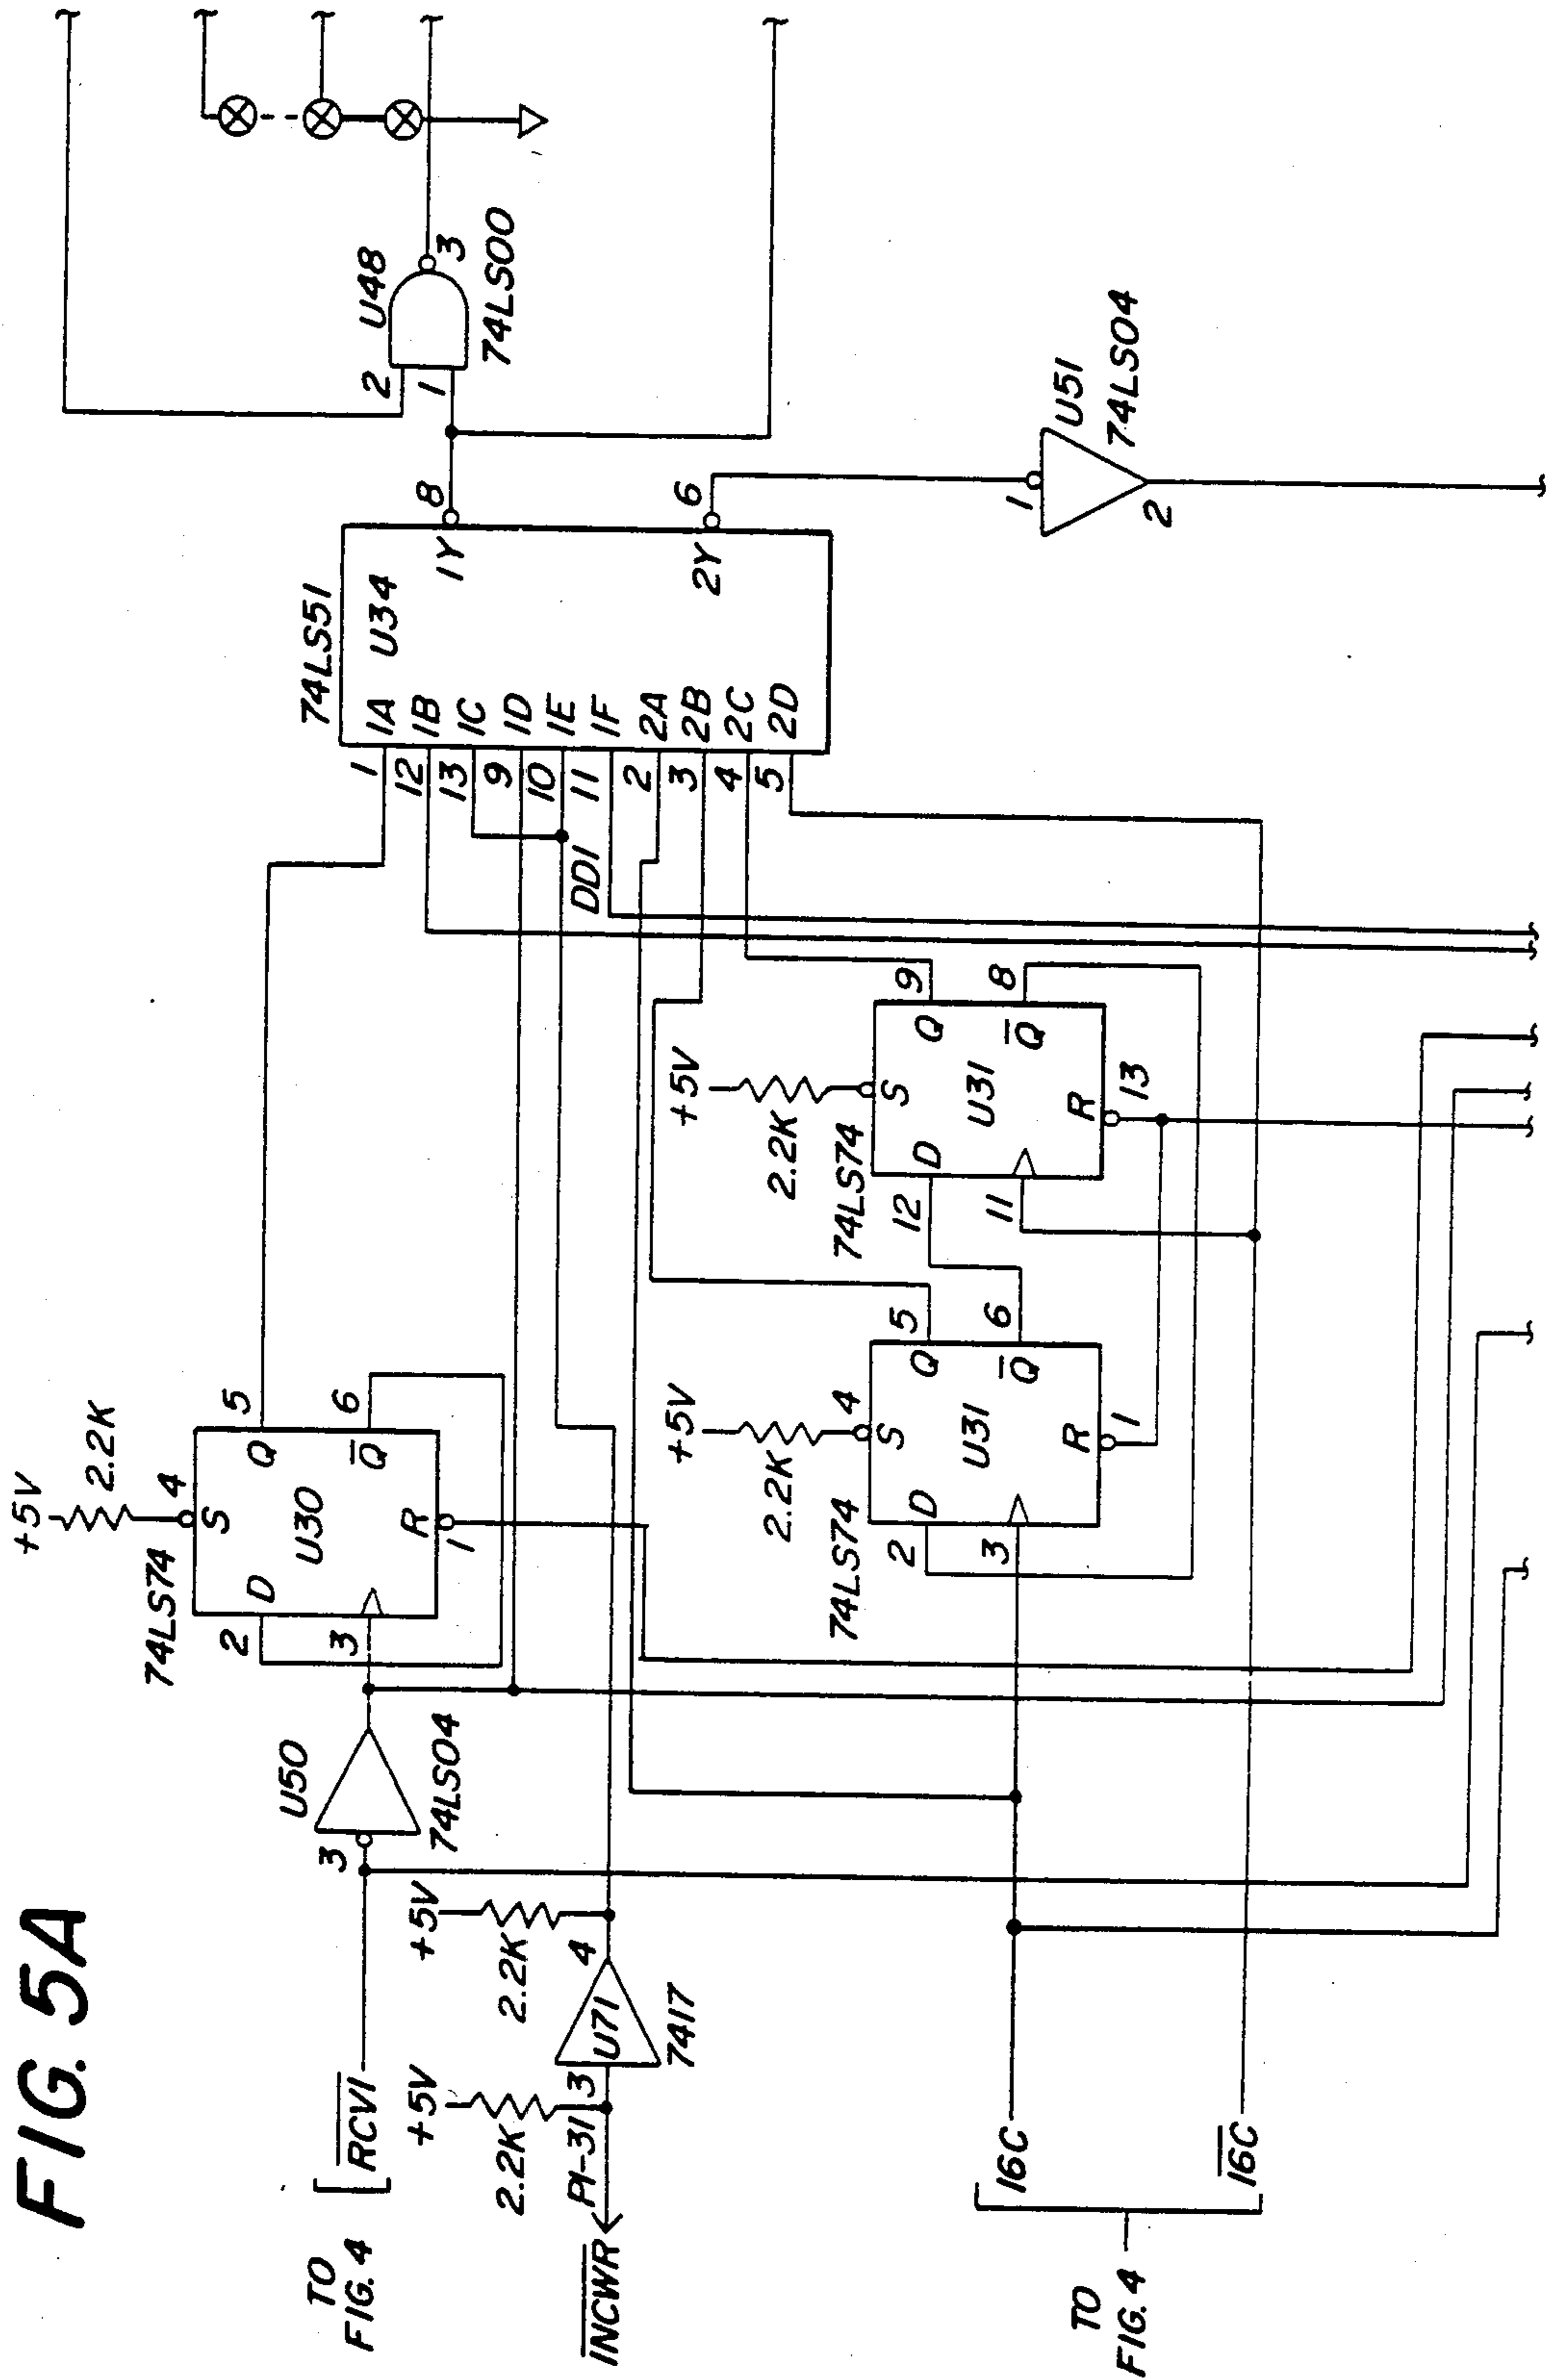 FIG. 5A
TO
FIG. 4
RCVI
3
U50
74LS04
+5V
2.2K
74LS74
4
S
2
D
Q
5
U30
3
Q
6
R
1
INCWR
P1-31
+5V
2.2K
3
U71
7417
4
+5V
2.2K
TO
FIG. 4
16C
16C
+5V
2.2K
74LS74
4
S
2
D
Q
5
U31
3
Q
6
R
1
+5V
2.2K
74LS74
S
12
D
Q
9
U31
11
Q
8
R
13
74LS51
U34
1
1A
12
1B
13
1C
9
1D
10
1E
DD1
11
1F
2
2A
3
2B
4
2C
5
2D
1Y
8
2Y
6
2
1
U48
3
74LS00
1
U51
2
74LS04